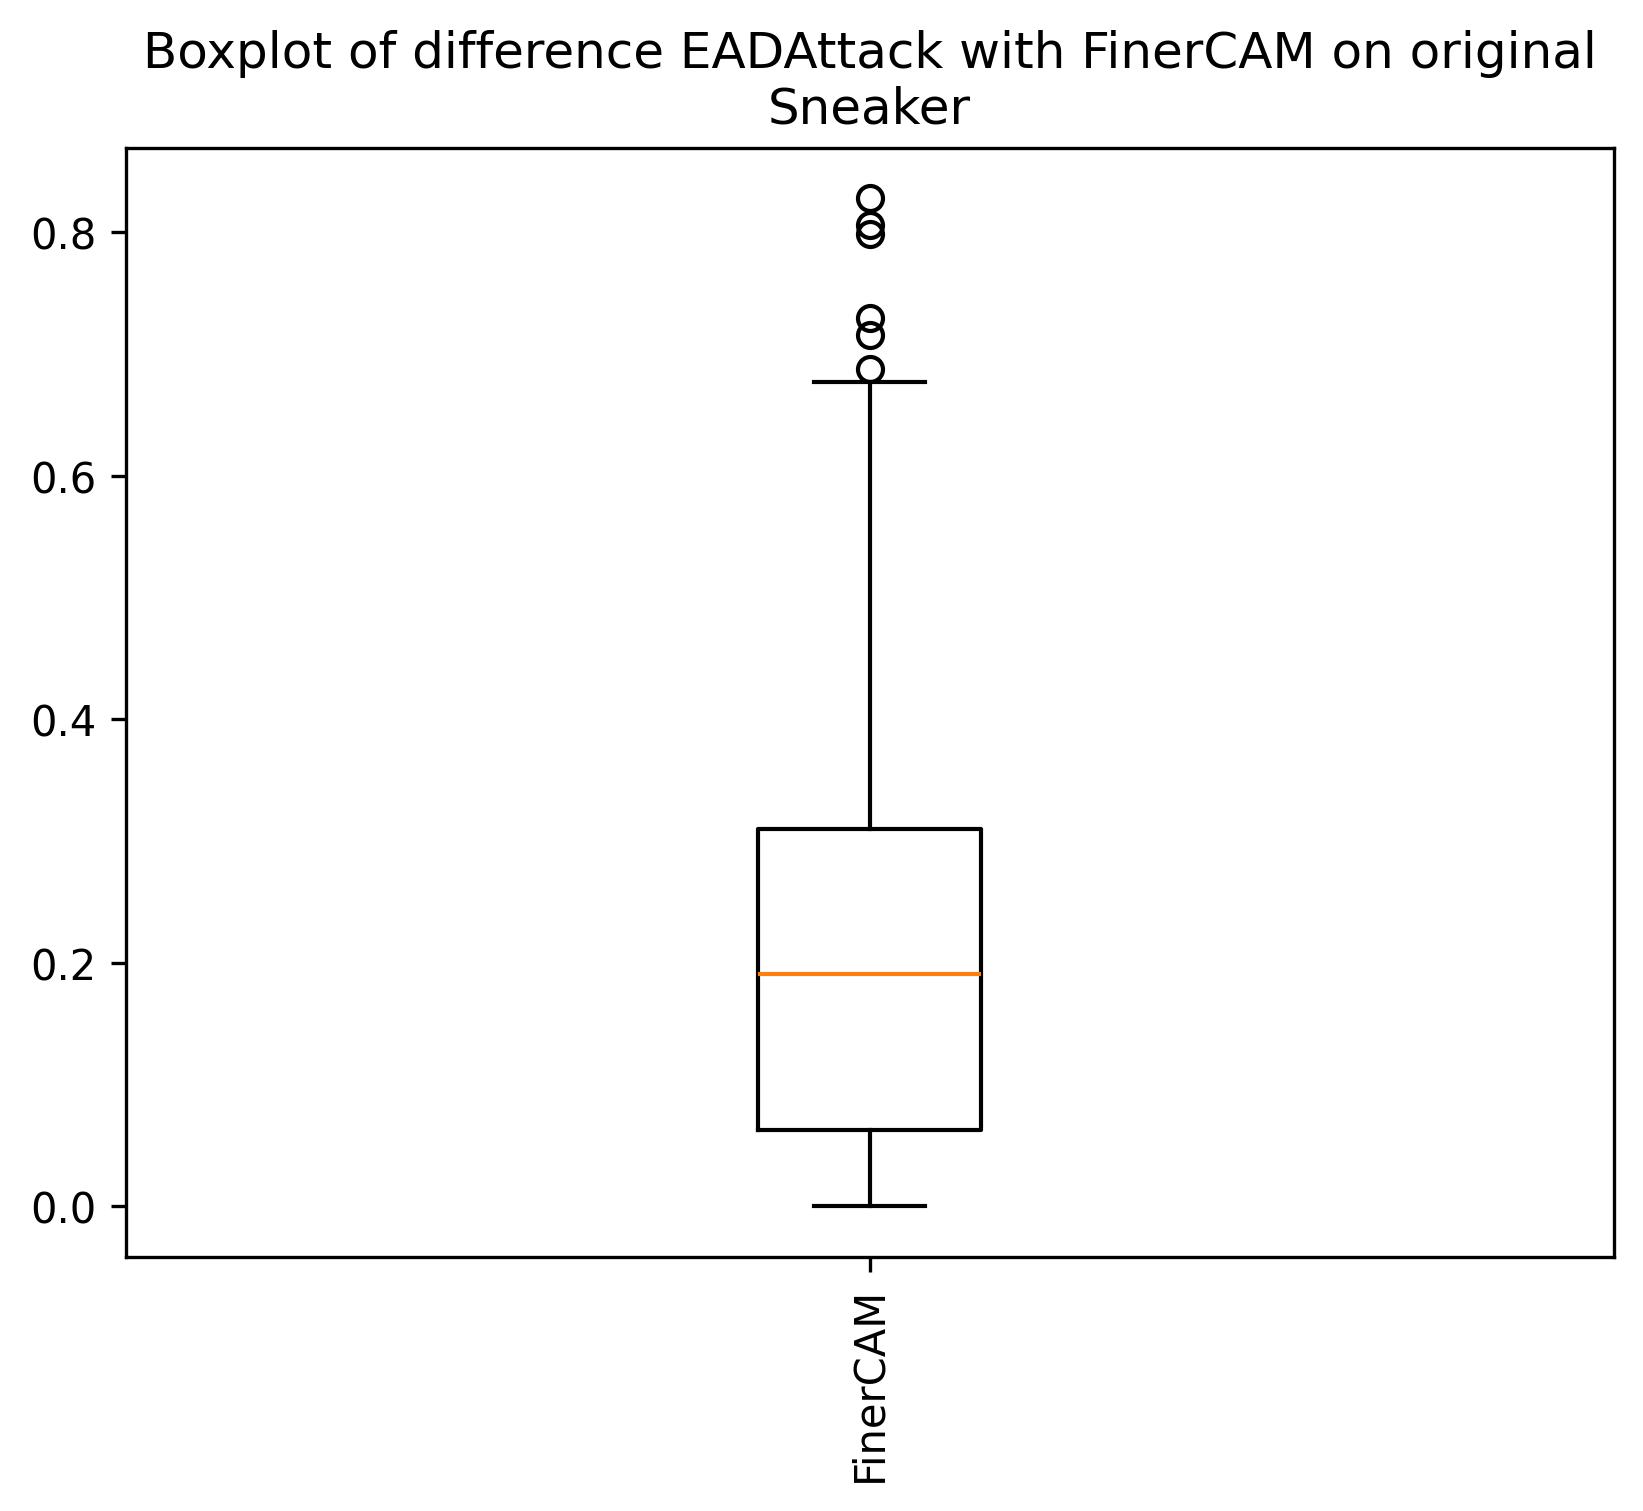 Boxplot of difference EADAttack with FinerCAM on original
Sneaker
0.8
0.6
0.4
0.2
0.0
FinerCAM